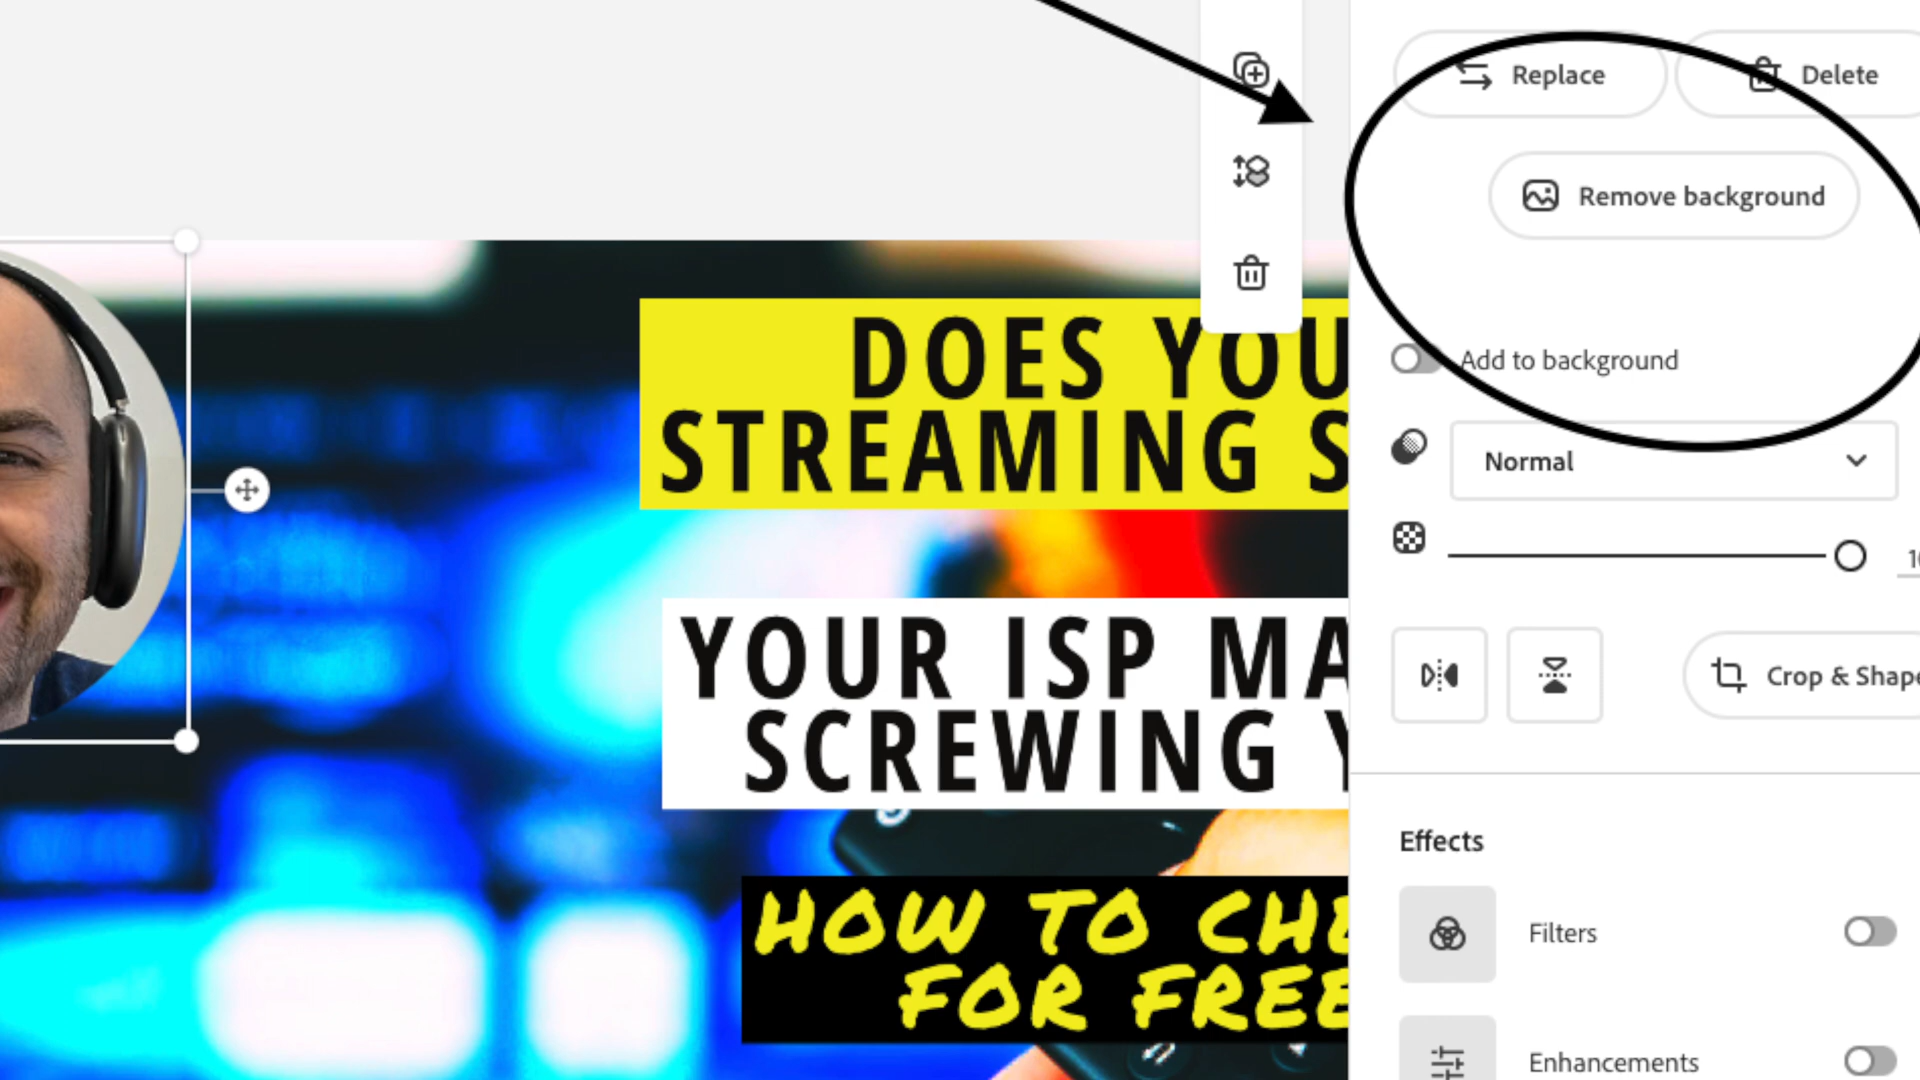 Replace
Delete
Remove background
Add to background
Normal
Crop & Shape
Effects
Filters
Enhancements
DOES YOU
STREAMING S
YOUR ISP MA
SCREWING Y
HOW TO CHE
FOR FREE